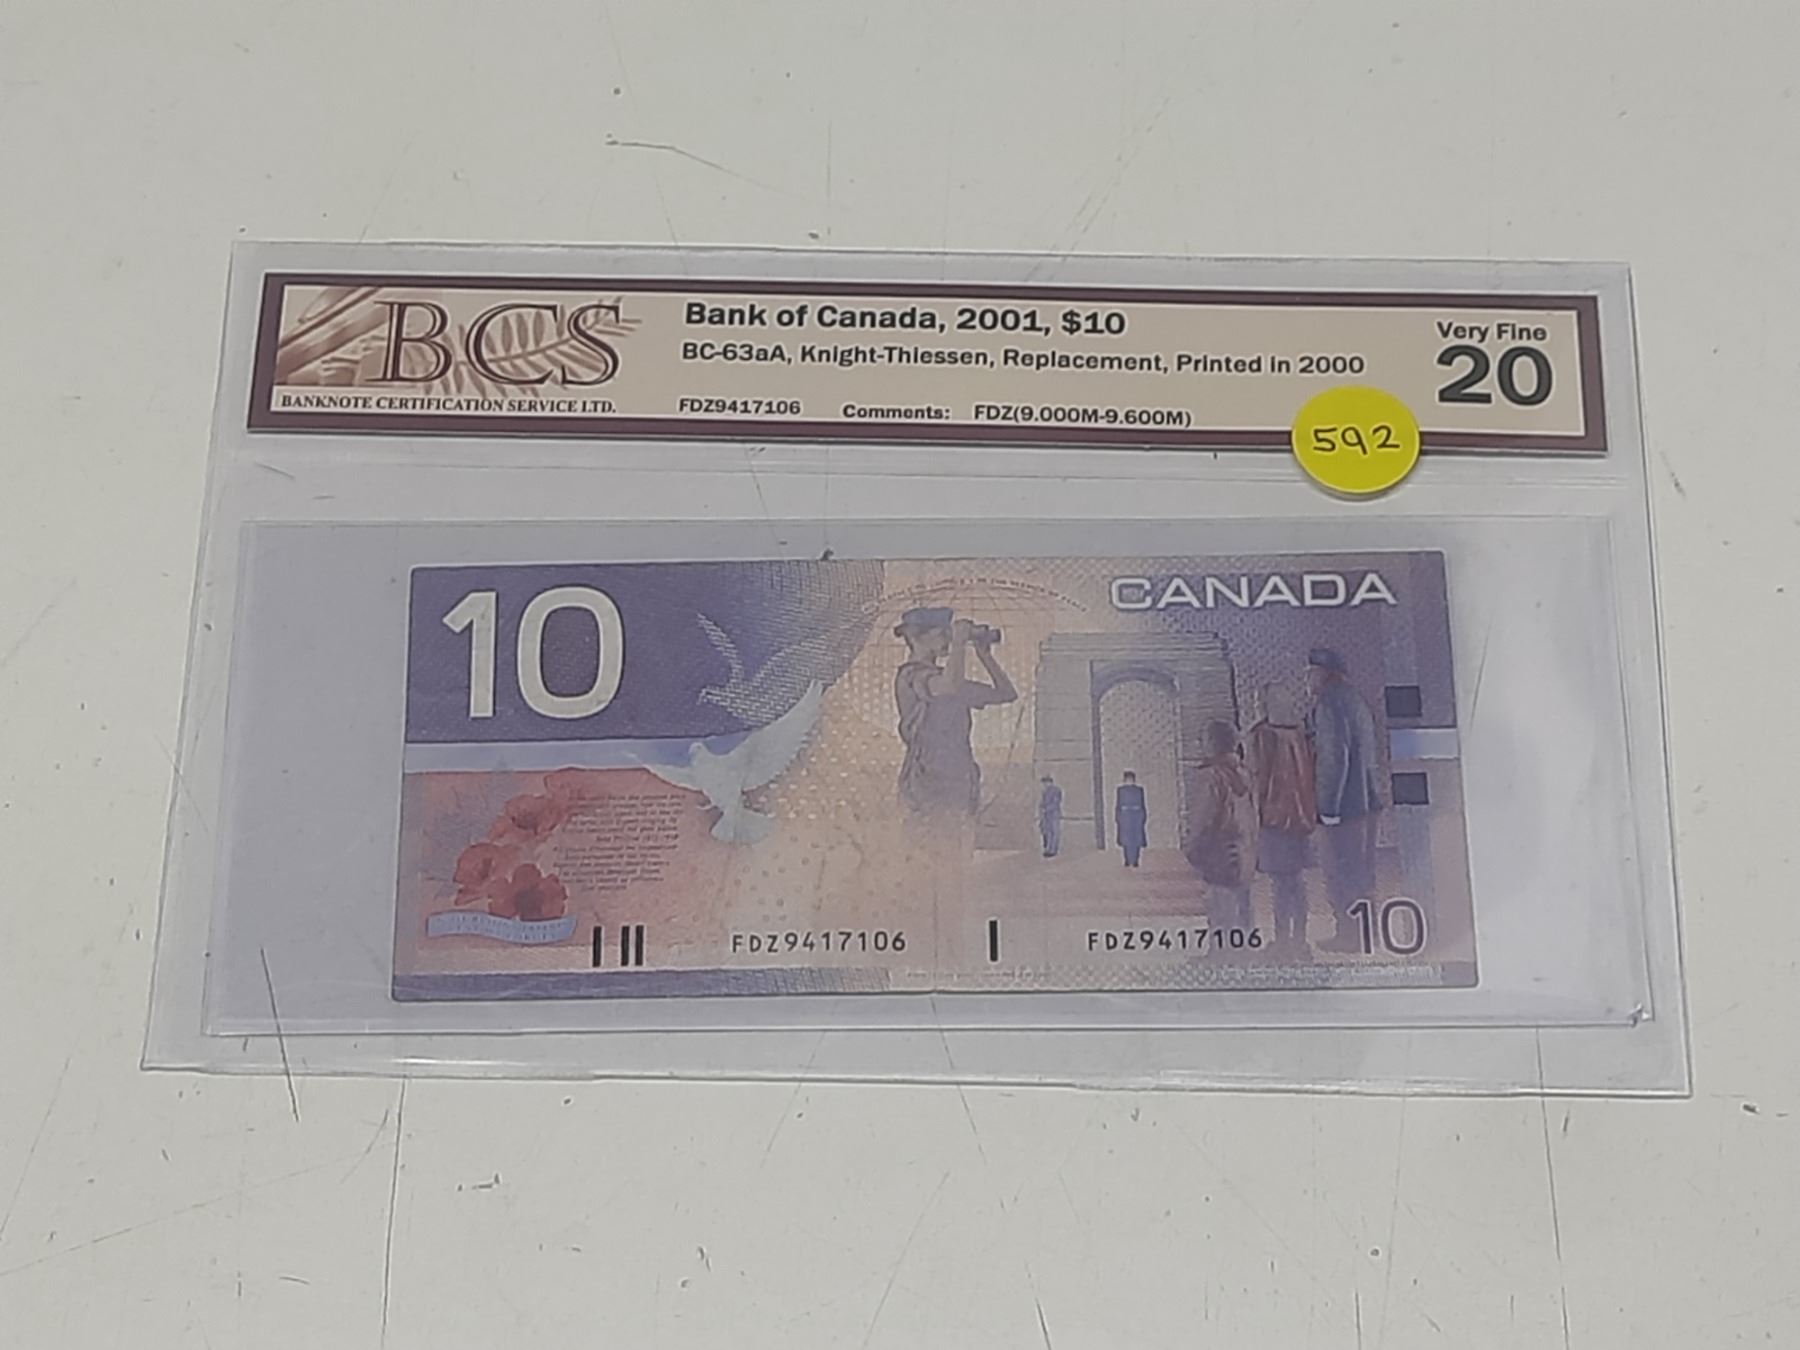 BCS
BANKNOTE CERTIFICATION SERVICE LTD.
Bank of Canada, 2001, $10
BC-63aA, Knight-Thiessen, Replacement, Printed in 2000
FDZ9417106 Comments: FDZ(9.000M-9.600M)
Very Fine
20
592
10
CANADA
FDZ9417106
FDZ9417106
10